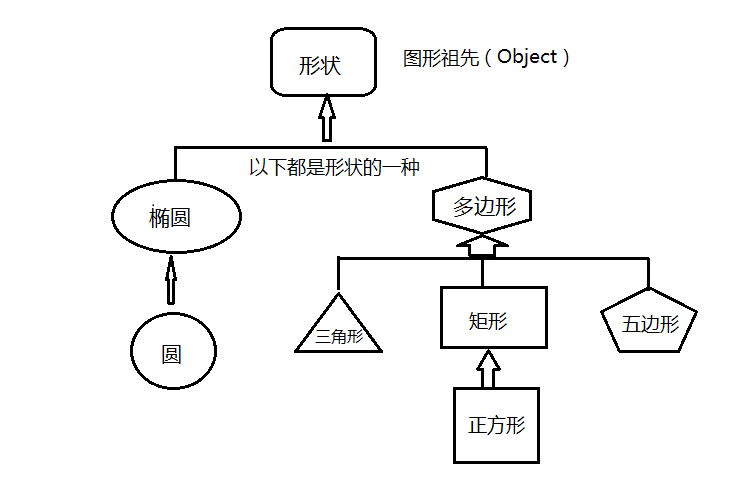 形状
图形祖先（Object）
以下都是形状的一种
椭圆
多边形
三角形
矩形
五边形
圆
正方形